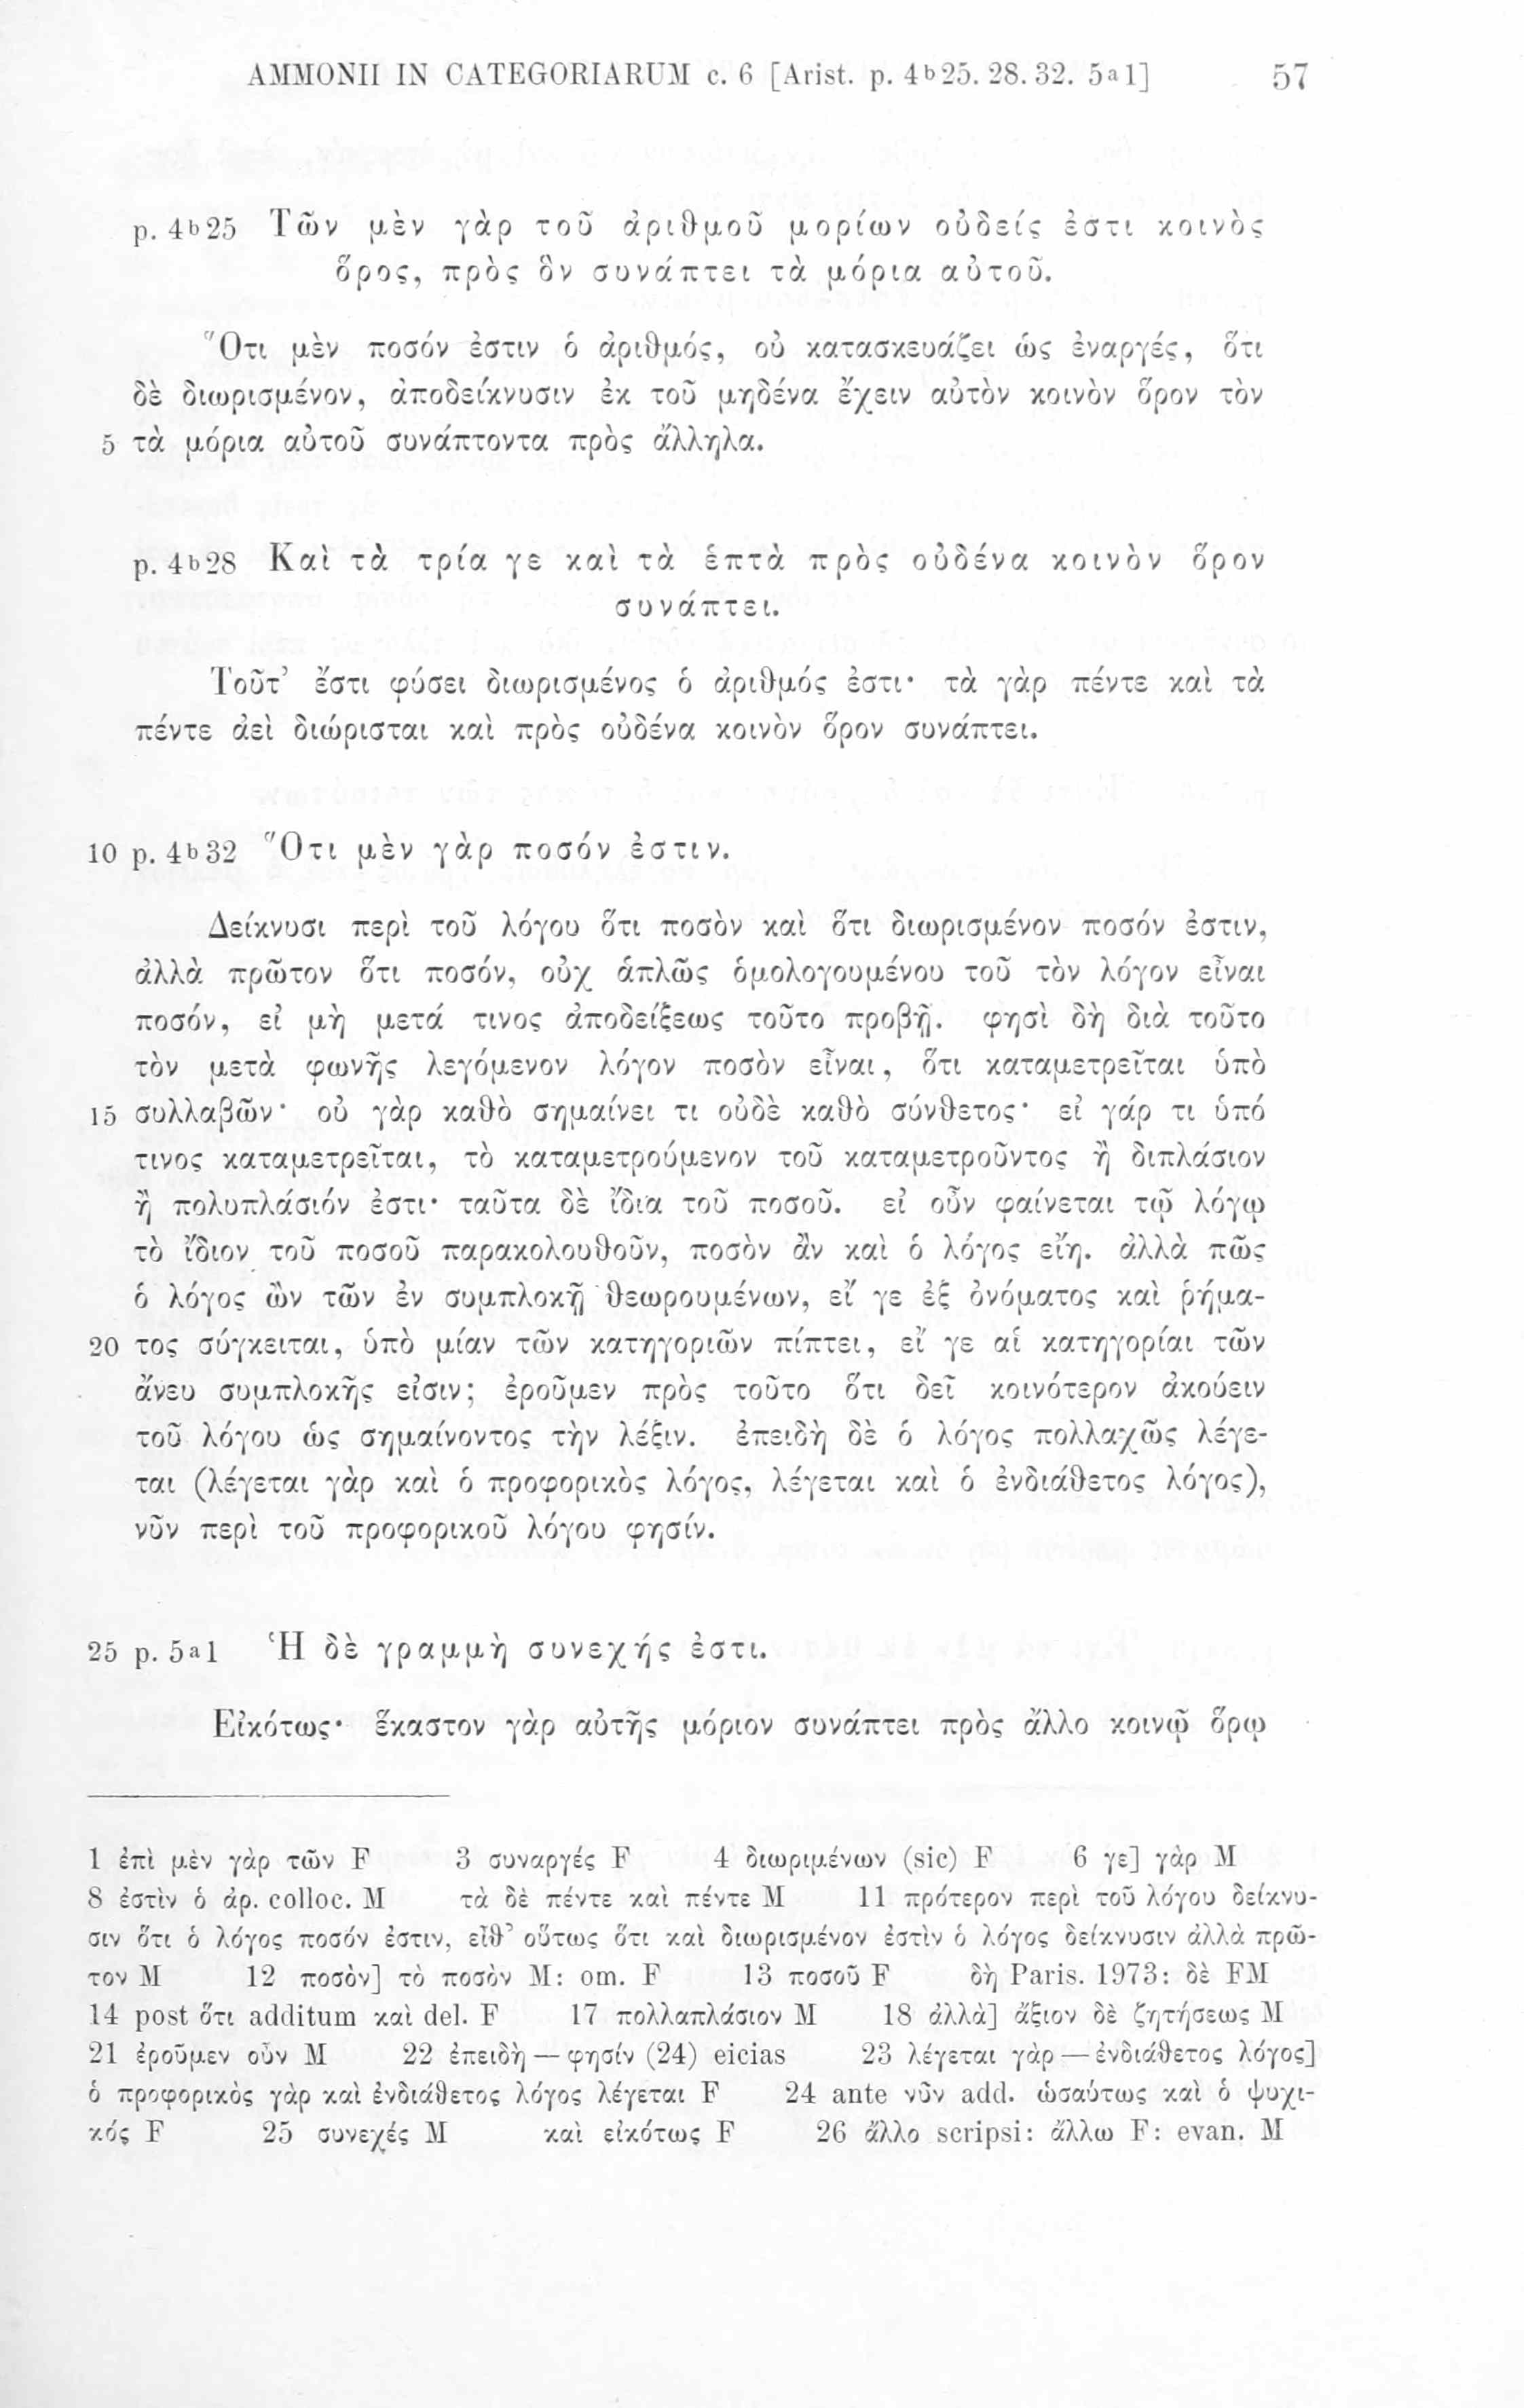 AMMONII IN CATEGORIARUM c. 6 [Arist. p. 4b25. 28. 32. 5a1] 57
p. 4b25 Τῶν μὲν γὰρ τοῦ ἀριθμοῦ μορίων οὐδείς ἐστι κοινὸς
ὅρος, πρὸς ὃν συνάπτει τὰ μόρια αὐτοῦ.
Ὅτι μὲν ποσόν ἐστιν ὁ ἀριθμός, οὐ κατασκευάζει ὡς ἐναργές, ὅτι
δὲ διωρισμένον, ἀποδείκνυσιν ἐκ τοῦ μηδένα ἔχειν αὐτὸν κοινὸν ὅρον τὸν
5 τὰ μόρια αὐτοῦ συνάπτοντα πρὸς ἄλληλα.
p. 4b28 Καὶ τὰ τρία γε καὶ τὰ ἑπτὰ πρὸς οὐδένα κοινὸν ὅρον
συνάπτει.
Τοῦτ’ ἔστι φύσει διωρισμένος ὁ ἀριθμός ἐστι· τὰ γὰρ πέντε καὶ τὰ
πέντε ἀεὶ διώρισται καὶ πρὸς οὐδένα κοινὸν ὅρον συνάπτει.
10 p. 4b32 Ὅτι μὲν γὰρ ποσόν ἐστιν.
Δείκνυσι περὶ τοῦ λόγου ὅτι ποσὸν καὶ ὅτι διωρισμένον ποσόν ἐστιν,
ἀλλὰ πρῶτον ὅτι ποσόν, οὐχ ἁπλῶς ὁμολογουμένου τοῦ τὸν λόγον εἶναι
ποσόν, εἰ μὴ μετά τινος ἀποδείξεως τοῦτο προβῇ. φησὶ δὴ διὰ τοῦτο
τὸν μετὰ φωνῆς λεγόμενον λόγον ποσὸν εἶναι, ὅτι καταμετρεῖται ὑπὸ
15 συλλαβῶν· οὐ γὰρ καθὸ σημαίνει τι οὐδὲ καθὸ σύνθετος· εἰ γάρ τι ὑπό
τινος καταμετρεῖται, τὸ καταμετρούμενον τοῦ καταμετροῦντος ἢ διπλάσιον
ἢ πολυπλάσιόν ἐστι· ταῦτα δὲ ἴδια τοῦ ποσοῦ. εἰ οὖν φαίνεται τῷ λόγῳ
τὸ ἴδιον τοῦ ποσοῦ παρακολουθοῦν, ποσὸν ἂν καὶ ὁ λόγος εἴη. ἀλλὰ πῶς
ὁ λόγος ὢν τῶν ἐν συμπλοκῇ θεωρουμένων, εἴ γε ἐξ ὀνόματος καὶ ῥήμα-
20 τος σύγκειται, ὑπὸ μίαν τῶν κατηγοριῶν πίπτει, εἴ γε αἱ κατηγορίαι τῶν
ἄνευ συμπλοκῆς εἰσιν; ἐροῦμεν πρὸς τοῦτο ὅτι δεῖ κοινότερον ἀκούειν
τοῦ λόγου ὡς σημαίνοντος τὴν λέξιν. ἐπειδὴ δὲ ὁ λόγος πολλαχῶς λέγε-
ται (λέγεται γὰρ καὶ ὁ προφορικὸς λόγος, λέγεται καὶ ὁ ἐνδιάθετος λόγος),
νῦν περὶ τοῦ προφορικοῦ λόγου φησίν.
25 p. 5a1 Ἡ δὲ γραμμὴ συνεχής ἐστι.
Εἰκότως· ἕκαστον γὰρ αὐτῆς μόριον συνάπτει πρὸς ἄλλο κοινῷ ὅρῳ
1 ἐπὶ μὲν γὰρ τῶν F 3 συναργές F 4 διωριμένων (sic) F 6 γε] γὰρ M
8 ἐστὶν ὁ ἀρ. colloc. M τὰ δὲ πέντε καὶ πέντε M 11 πρότερον περὶ τοῦ λόγου δείκνυ-
σιν ὅτι ὁ λόγος ποσόν ἐστιν, εἶθ’ οὕτως ὅτι καὶ διωρισμένον ἐστὶν ὁ λόγος δείκνυσιν ἀλλὰ πρῶ-
τον M 12 ποσὸν] τὸ ποσὸν M: om. F 13 ποσοῦ F δὴ Paris. 1973: δὲ FM
14 post ὅτι additum καὶ del. F 17 πολλαπλάσιον M 18 ἀλλὰ] ἄξιον δὲ ζητήσεως M
21 ἐροῦμεν οὖν M 22 ἐπειδὴ — φησίν (24) eicias 23 λέγεται γὰρ — ἐνδιάθετος λόγος]
ὁ προφορικὸς γὰρ καὶ ἐνδιάθετος λόγος λέγεται F 24 ante νῦν add. ὡσαύτως καὶ ὁ ψυχι-
κός F 25 συνεχές M καὶ εἰκότως F 26 ἄλλο scripsi: ἄλλω F: evan. M